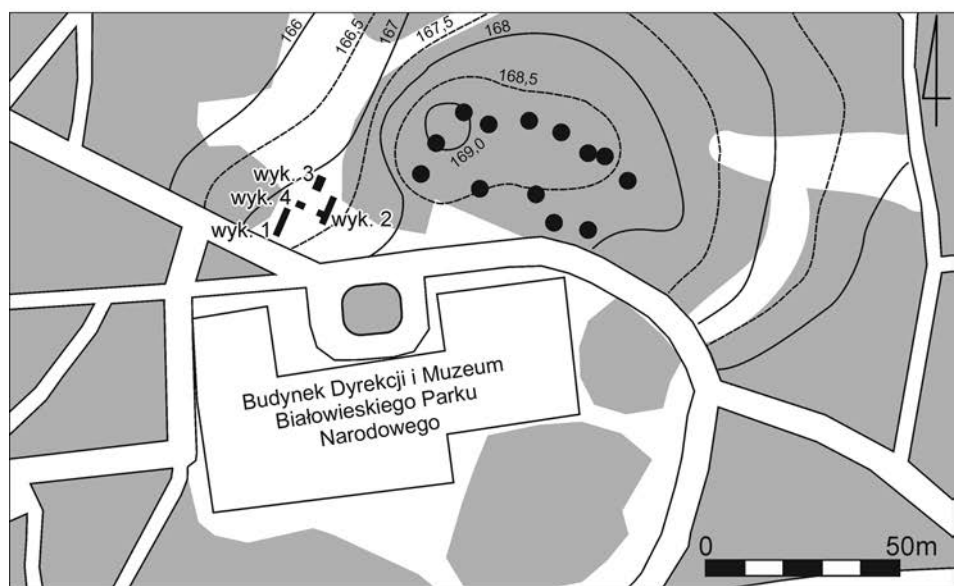 166
166,5
167
167,5
168
168,5
169,0
wyk. 3
wyk. 4
wyk. 1
wyk. 2
Budynek Dyrekcji i Muzeum
Białowieskiego Parku
Narodowego
0 50m